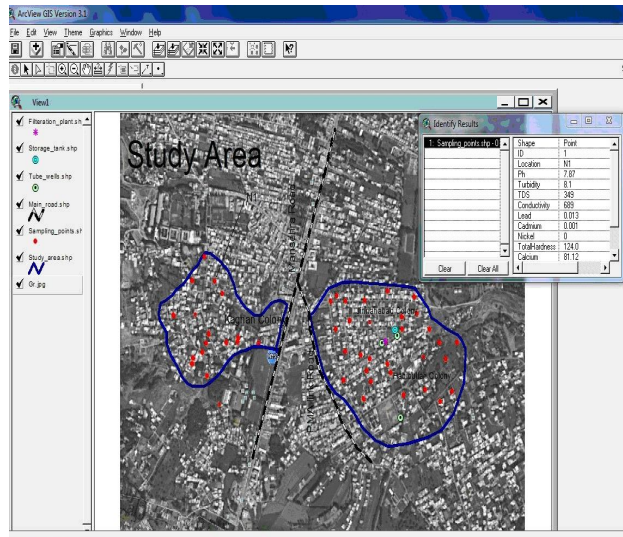 ArcView GIS Version 3.1
File Edit View Theme Graphics Window Help
View1
Filteration_plant.sh
Storage_tank.shp
Tube_wells.shp
Main_road.shp
Sampling_points.sh
Study_area.shp
Gr.jpg
Study Area
Kaghan Colony
Identify Results
1: Sampling_points.shp - 0
Shape Point
ID 1
Location N1
Ph 7.87
Turbidity 8.1
TDS 349
Conductivity 689
Lead 0.013
Cadmium 0.001
Nickel 0
TotalHardness 124.0
Calcium 81.12
Clear Clear All